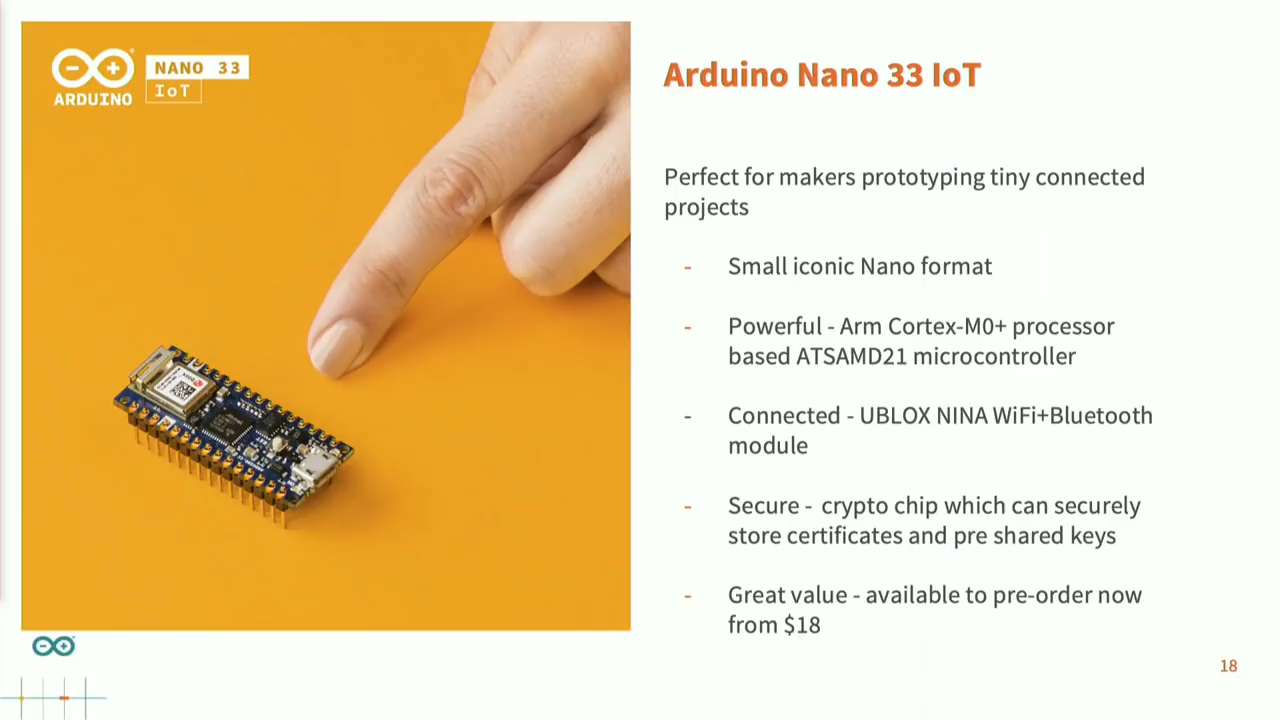 NANO 33
IoT
ARDUINO
Arduino Nano 33 IoT
Perfect for makers prototyping tiny connected
projects
- Small iconic Nano format
- Powerful - Arm Cortex-M0+ processor
based ATSAMD21 microcontroller
- Connected - UBLOX NINA WiFi+Bluetooth
module
- Secure - crypto chip which can securely
store certificates and pre shared keys
- Great value - available to pre-order now
from $18
18